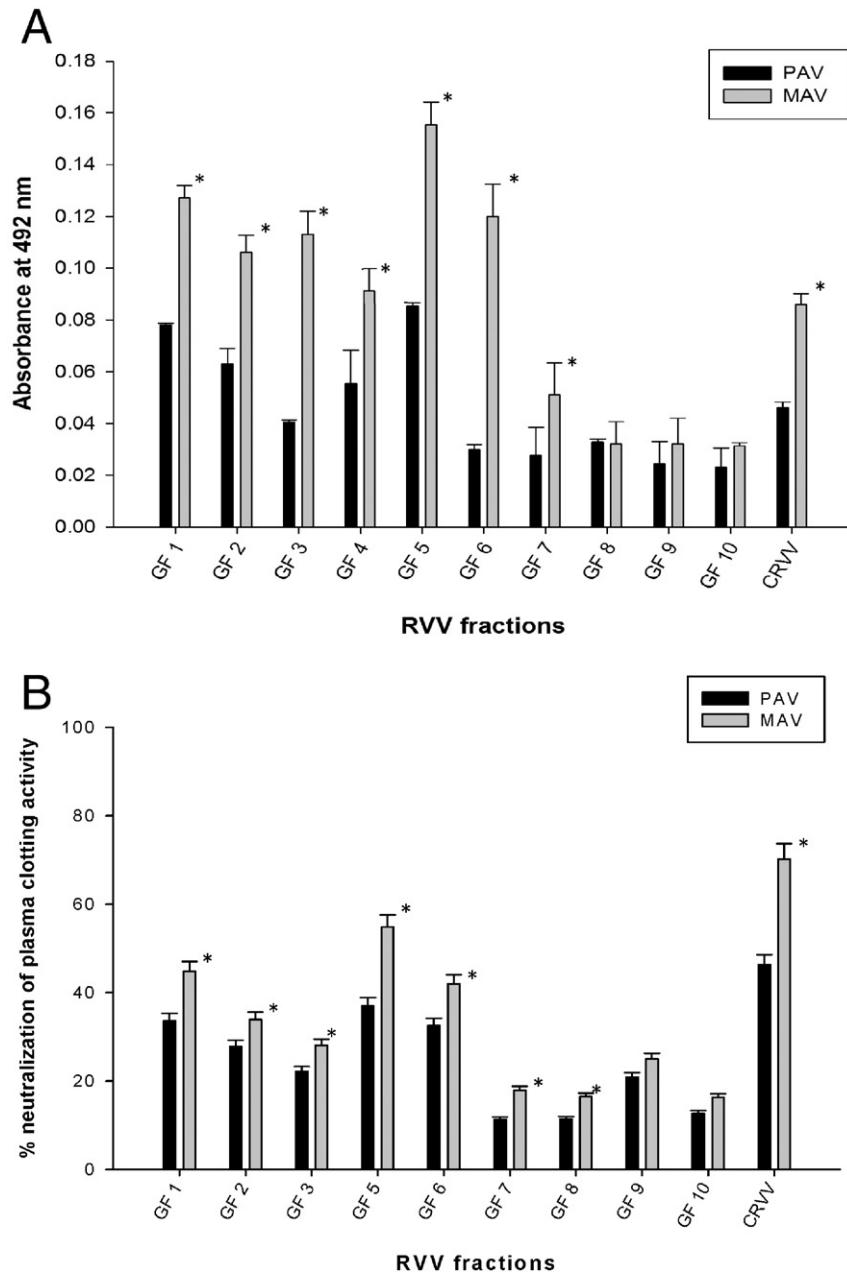 A
PAV
MAV
Absorbance at 492 nm
0.18
0.16
0.14
0.12
0.10
0.08
0.06
0.04
0.02
0.00
* * * * * * * *
GF 1 GF 2 GF 3 GF 4 GF 5 GF 6 GF 7 GF 8 GF 9 GF 10 CRVV
RVV fractions
B
PAV
MAV
% neutralization of plasma clotting activity
100
80
60
40
20
0
* * * * * * * *
GF 1 GF 2 GF 3 GF 5 GF 6 GF 7 GF 8 GF 9 GF 10 CRVV
RVV fractions